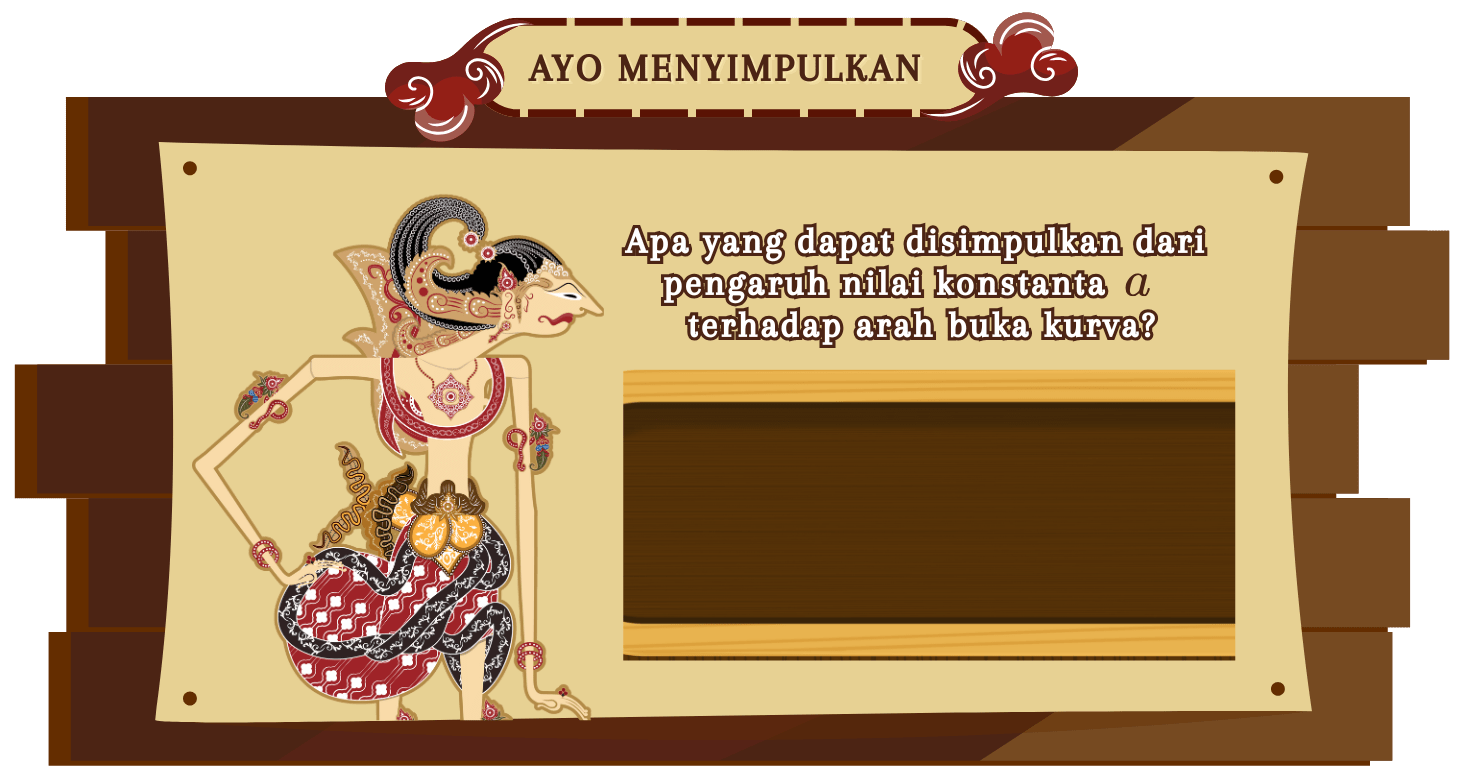 AYO MENYIMPULKAN
Apa yang dapat disimpulkan dari
pengaruh nilai konstanta a
terhadap arah buka kurva?